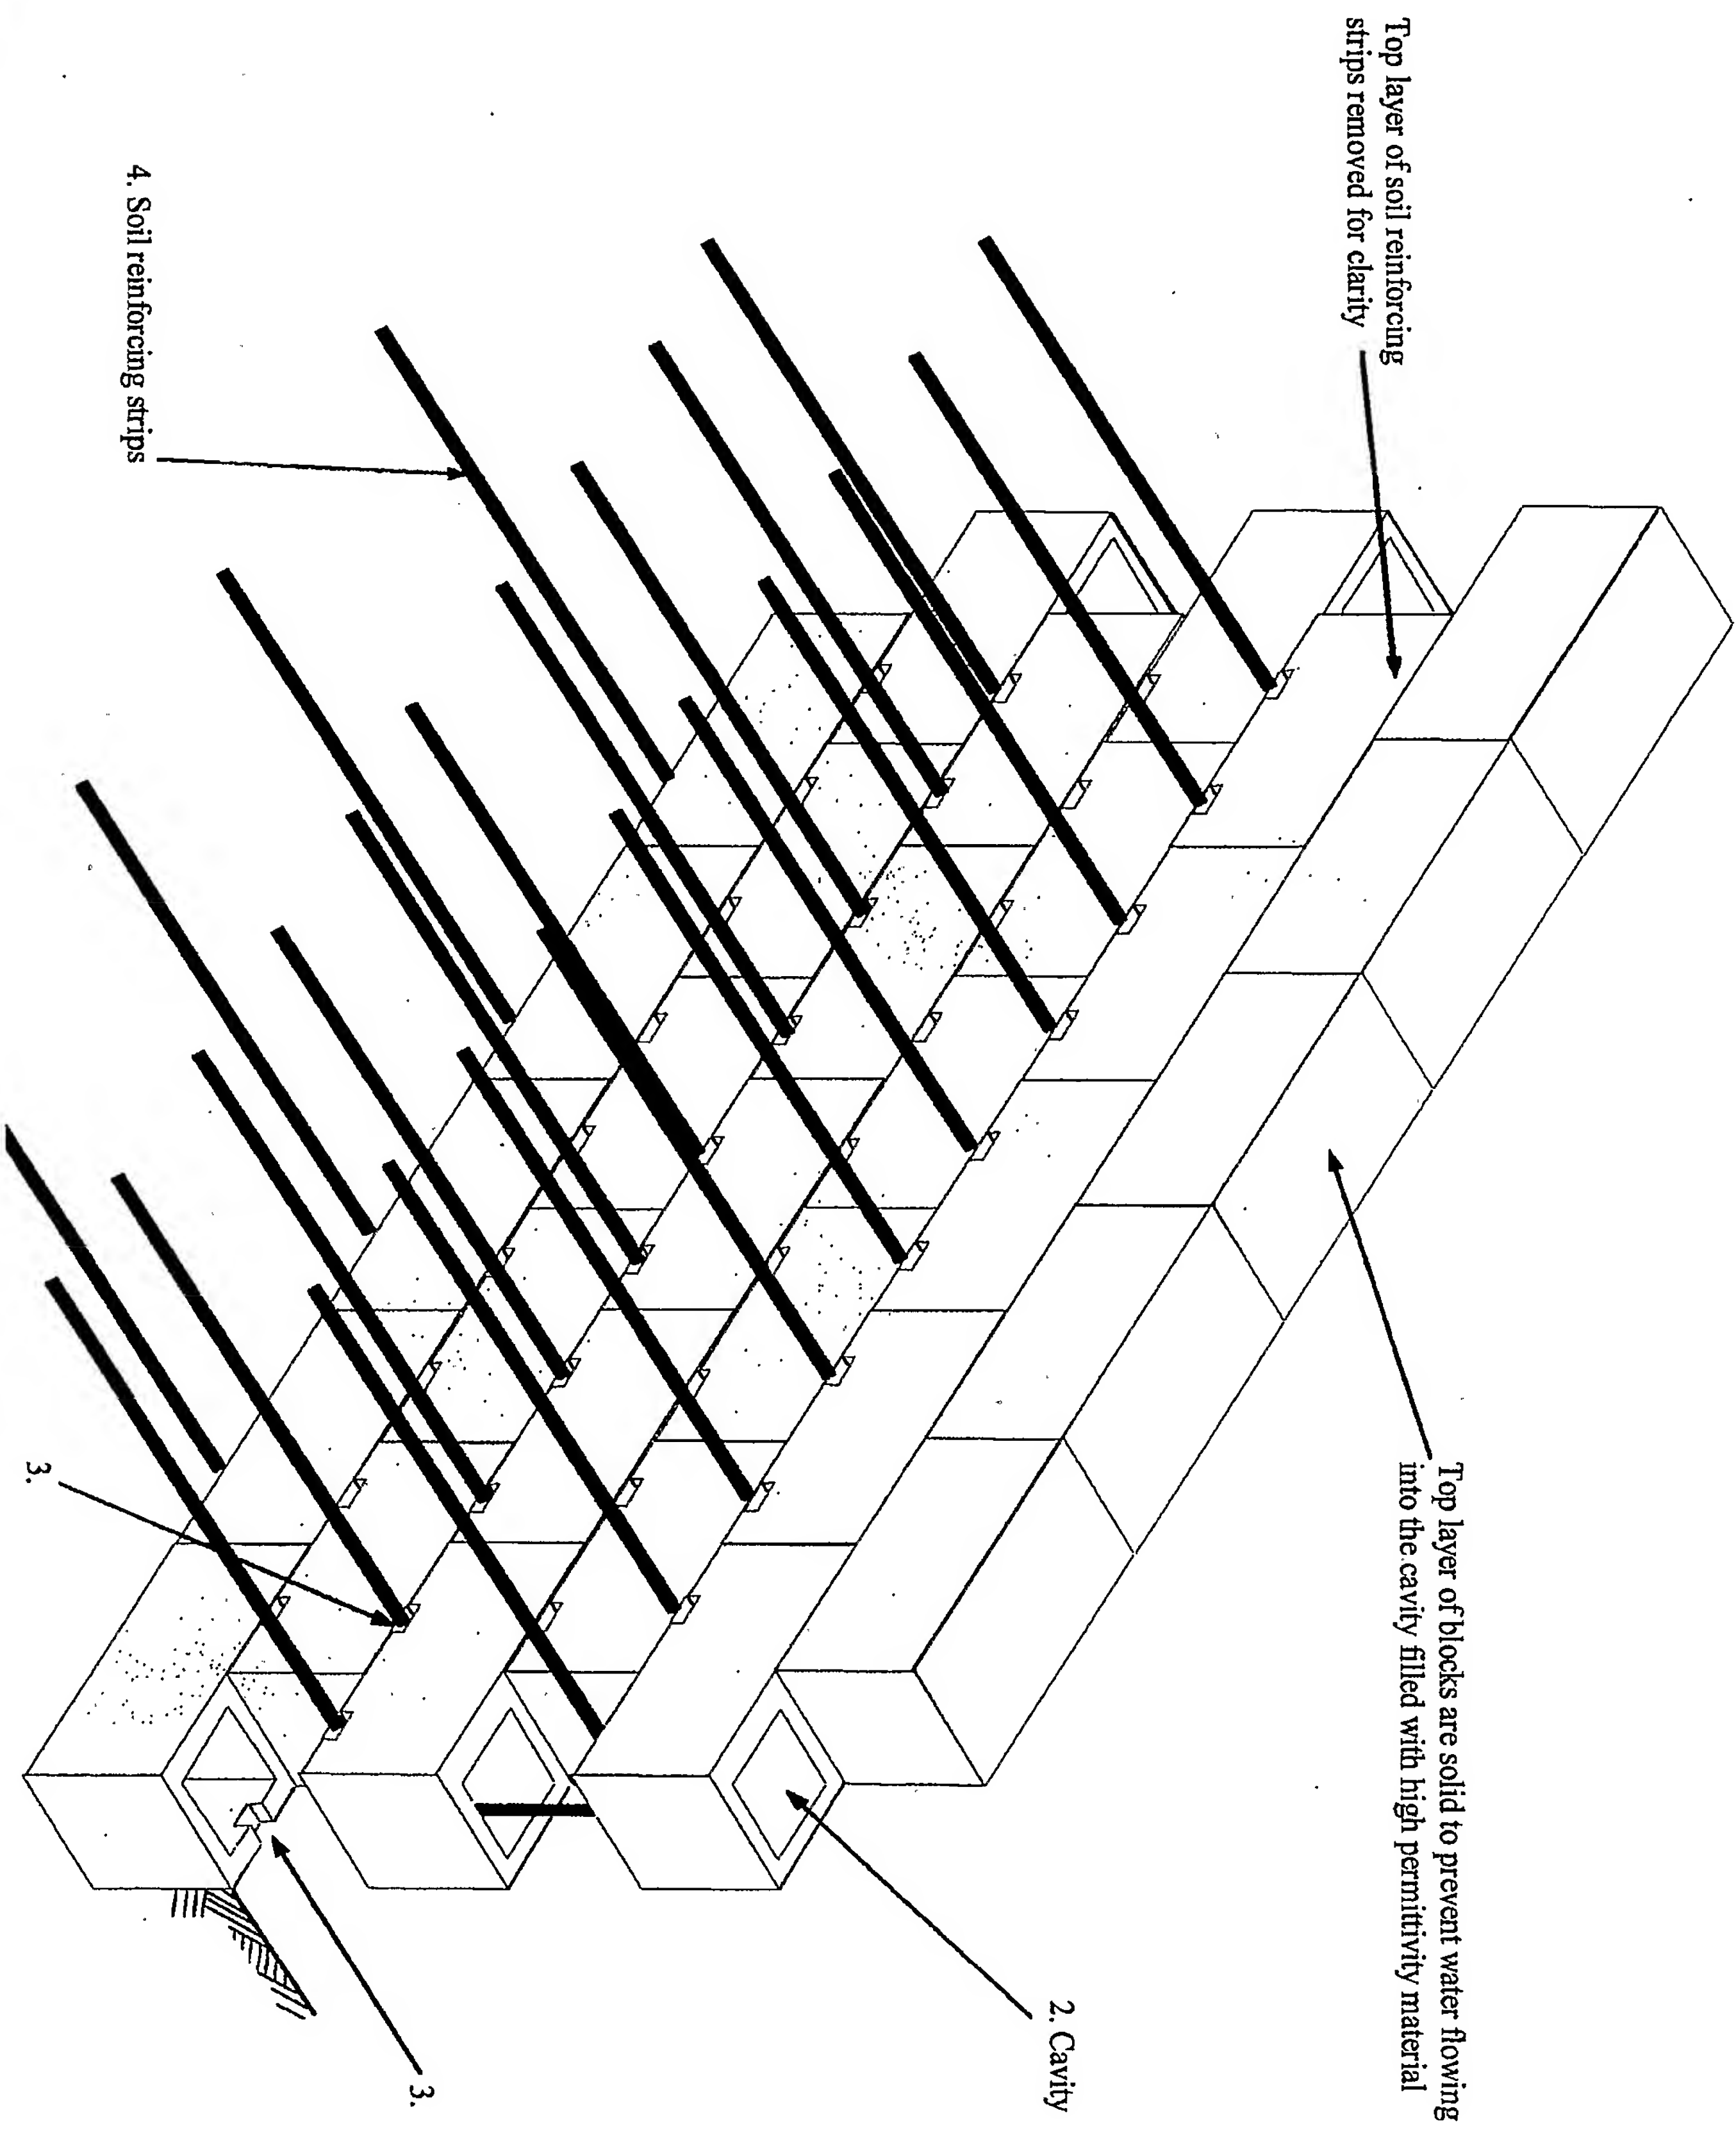 Top layer of soil reinforcing
strips removed for clarity
4. Soil reinforcing strips
Top layer of blocks are solid to prevent water flowing
into the cavity filled with high permittivity material
2. Cavity
3.
3.